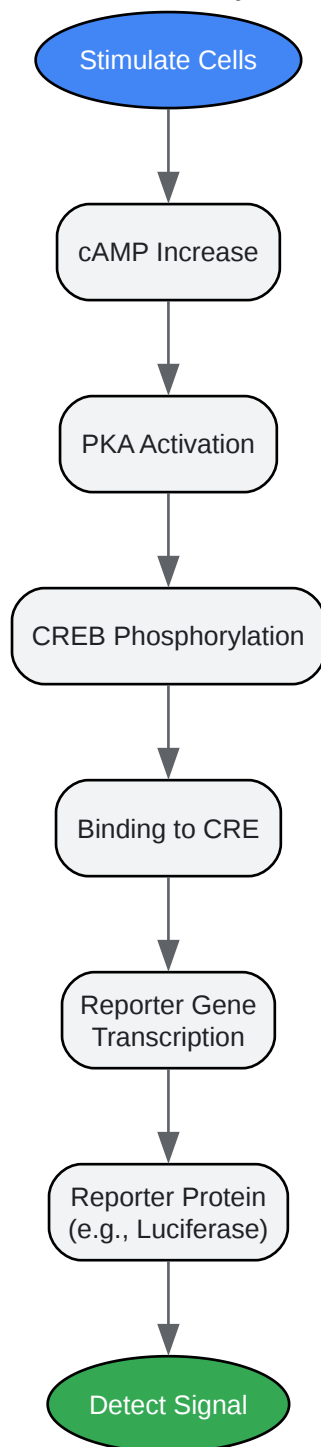 Stimulate Cells
cAMP Increase
PKA Activation
CREB Phosphorylation
Binding to CRE
Reporter Gene
Transcription
Reporter Protein
(e.g., Luciferase)
Detect Signal